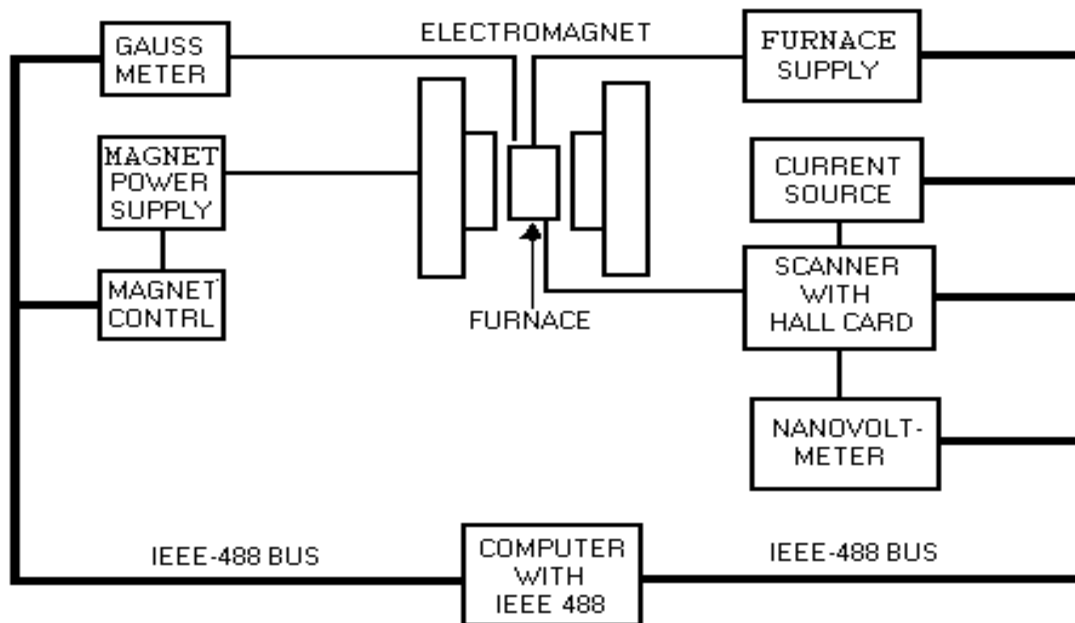 GAUSS
METER
ELECTROMAGNET
FURNACE
SUPPLY
MAGNET
POWER
SUPPLY
CURRENT
SOURCE
MAGNET
CONTRL
FURNACE
SCANNER
WITH
HALL CARD
NANOVOLT-
METER
IEEE-488 BUS
COMPUTER
WITH
IEEE 488
IEEE-488 BUS